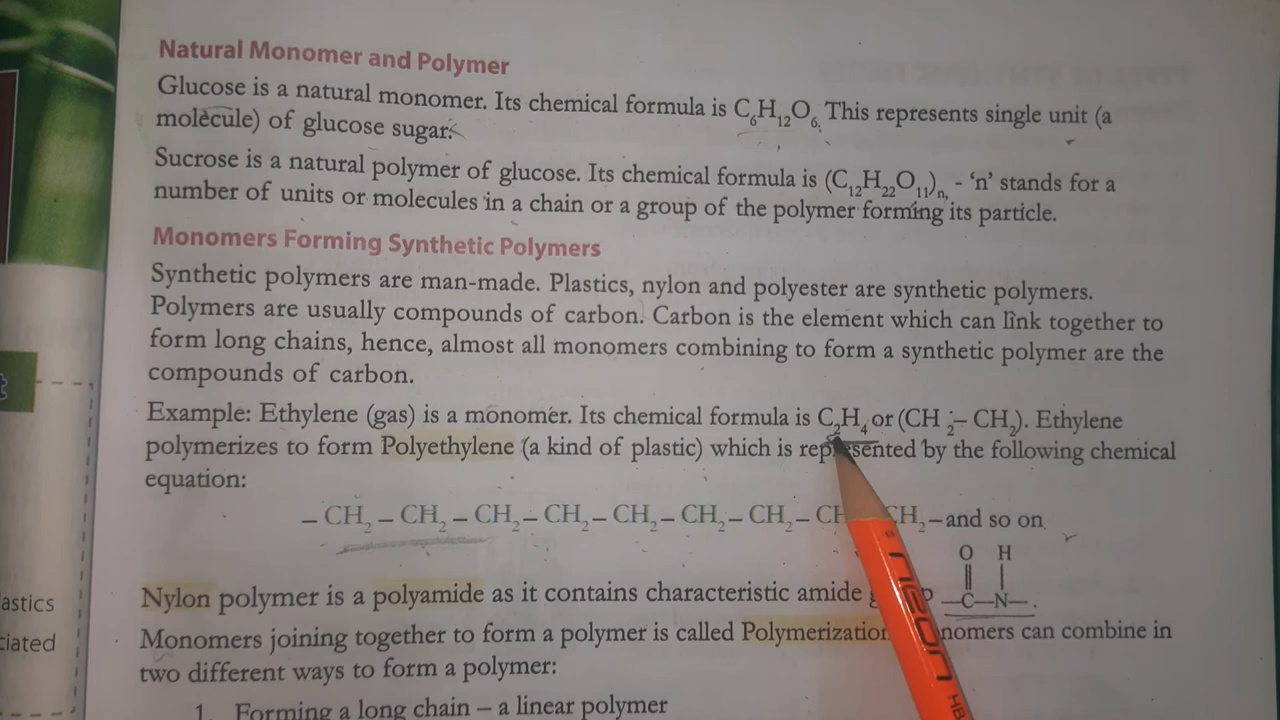 Natural Monomer and Polymer
Glucose is a natural monomer. Its chemical formula is C₆H₁₂O₆. This represents single unit (a
molecule) of glucose sugar.
Sucrose is a natural polymer of glucose. Its chemical formula is (C₁₂H₂₂O₁₁)ₙ, - 'n' stands for a
number of units or molecules in a chain or a group of the polymer forming its particle.
Monomers Forming Synthetic Polymers
Synthetic polymers are man-made. Plastics, nylon and polyester are synthetic polymers.
Polymers are usually compounds of carbon. Carbon is the element which can link together to
form long chains, hence, almost all monomers combining to form a synthetic polymer are the
compounds of carbon.
Example: Ethylene (gas) is a monomer. Its chemical formula is C₂H₄ or (CH₂– CH₂). Ethylene
polymerizes to form Polyethylene (a kind of plastic) which is represented by the following chemical
equation:
– CH₂ – CH₂ – CH₂ – CH₂ – CH₂ – CH₂ – CH₂ – CH CH₂ – and so on
O H
Nylon polymer is a polyamide as it contains characteristic amide —C—N—.
Monomers joining together to form a polymer is called Polymerization nomers can combine in
two different ways to form a polymer:
1. Forming a long chain – a linear polymer
astics
ciated
t
neon
HB